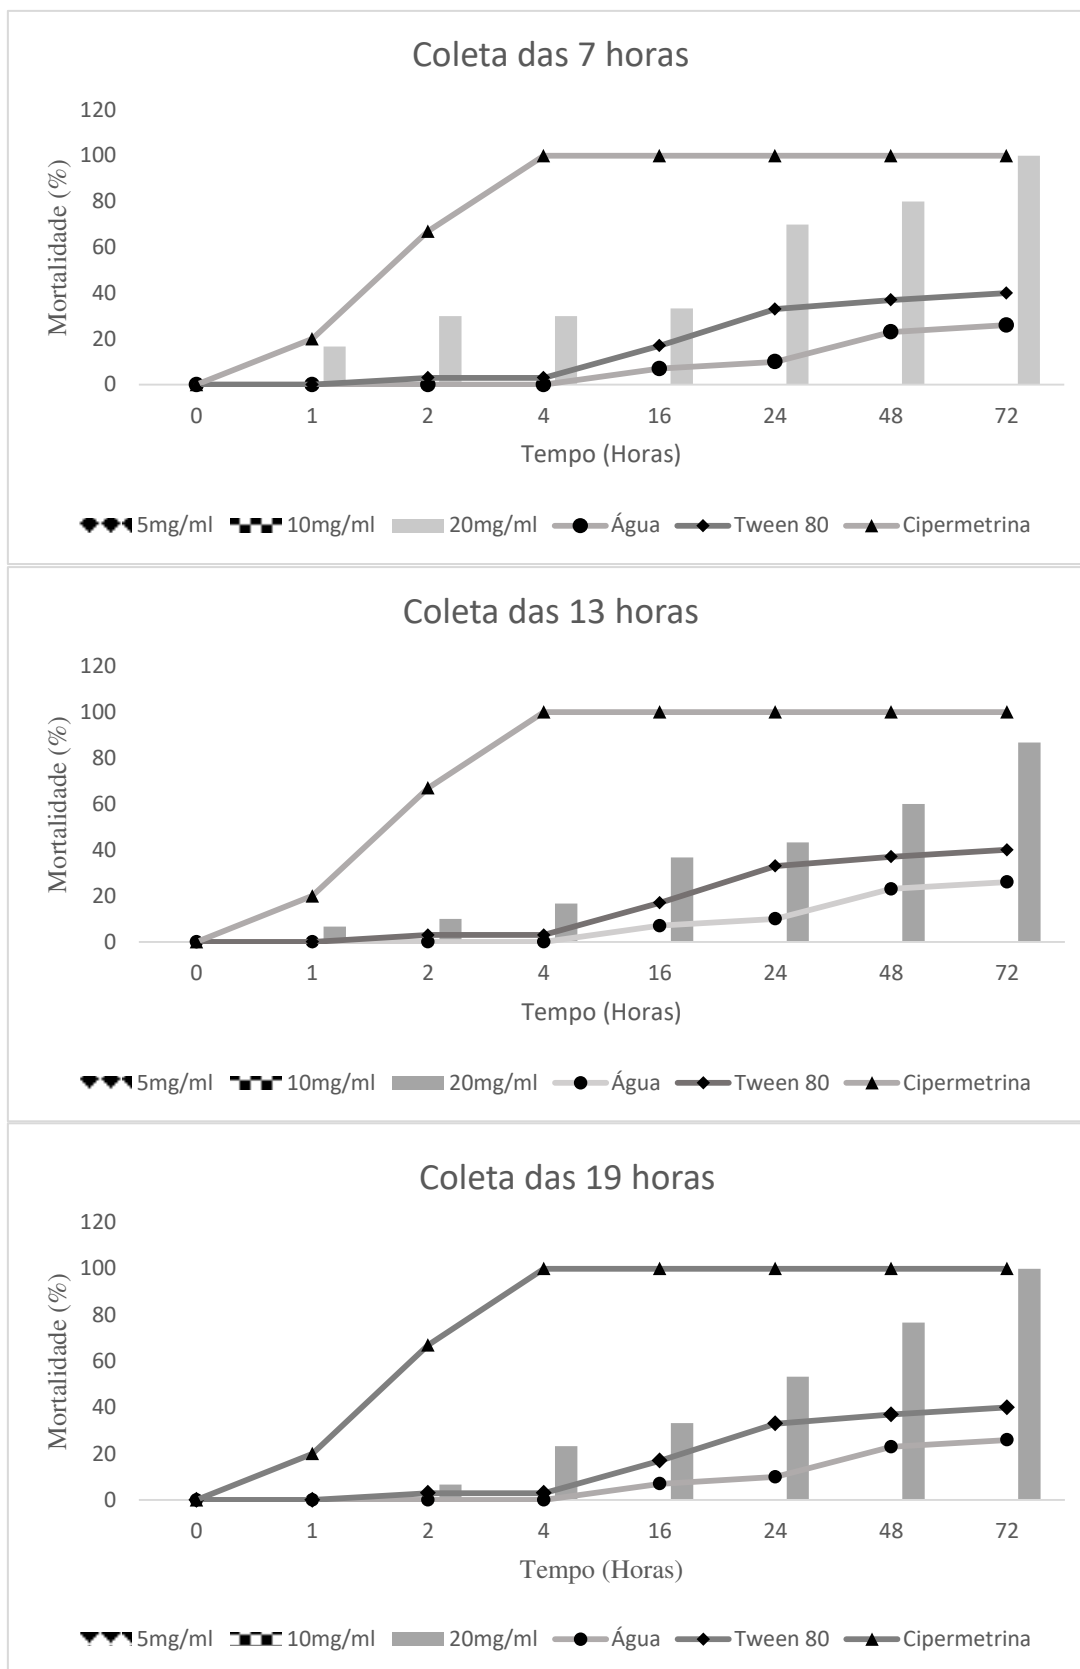 Coleta das 7 horas
Mortalidade (%)
120
100
80
60
40
20
0
0 1 2 4 16 24 48 72
Tempo (Horas)
5mg/ml 10mg/ml 20mg/ml Água Tween 80 Cipermetrina
Coleta das 13 horas
Mortalidade (%)
120
100
80
60
40
20
0
0 1 2 4 16 24 48 72
Tempo (Horas)
5mg/ml 10mg/ml 20mg/ml Água Tween 80 Cipermetrina
Coleta das 19 horas
Mortalidade (%)
120
100
80
60
40
20
0
0 1 2 4 16 24 48 72
Tempo (Horas)
5mg/ml 10mg/ml 20mg/ml Água Tween 80 Cipermetrina